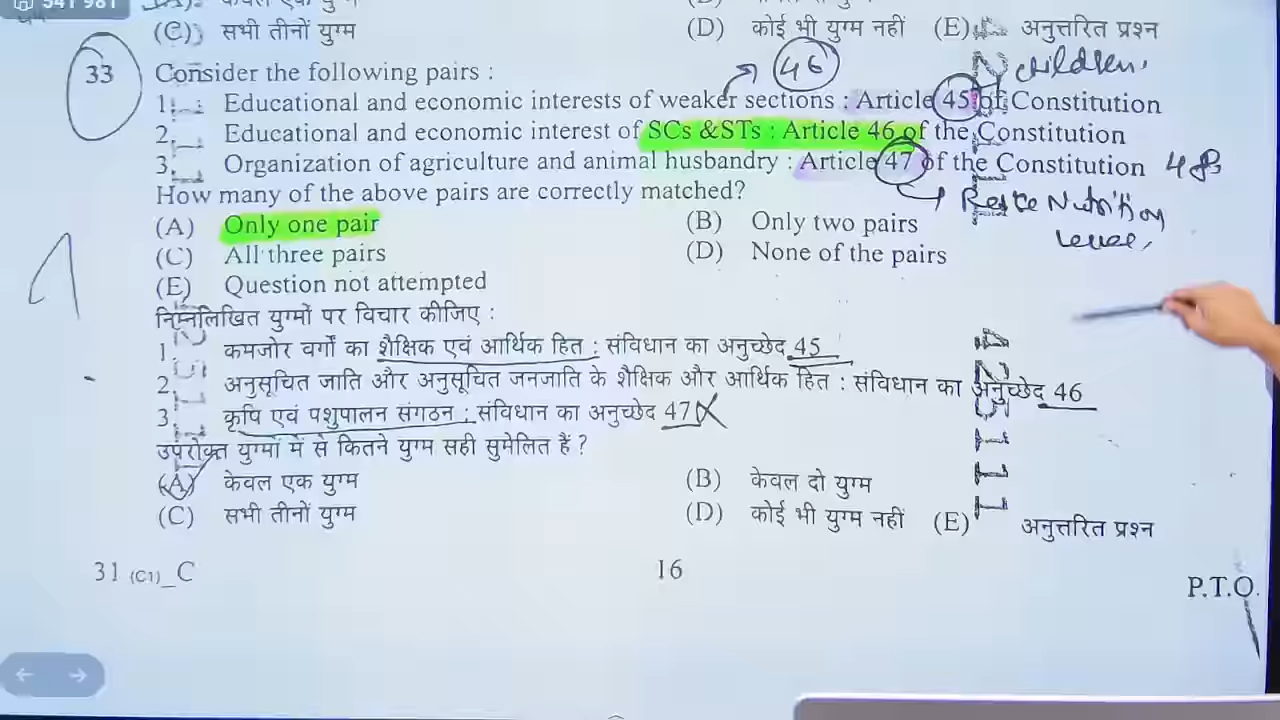 541 981
(C) सभी तीनों युग्म (D) कोई भी युग्म नहीं (E) अनुत्तरित प्रश्न
46 children,
33 Consider the following pairs :
1. Educational and economic interests of weaker sections : Article 45 of Constitution
2. Educational and economic interest of SCs &STs : Article 46 of the Constitution
3. Organization of agriculture and animal husbandry : Article 47 of the Constitution 48
How many of the above pairs are correctly matched?
Nutrition
(A) Only one pair (B) Only two pairs
(C) All three pairs (D) None of the pairs
(E) Question not attempted
निम्नलिखित युग्मों पर विचार कीजिए :
1. कमजोर वर्गों का शैक्षिक एवं आर्थिक हित : संविधान का अनुच्छेद 45
2. अनुसूचित जाति और अनुसूचित जनजाति के शैक्षिक और आर्थिक हित : संविधान का अनुच्छेद 46
3. कृषि एवं पशुपालन संगठन : संविधान का अनुच्छेद 47
उपरोक्त युग्मों में से कितने युग्म सही सुमेलित हैं ?
(A) केवल एक युग्म (B) केवल दो युग्म
(C) सभी तीनों युग्म (D) कोई भी युग्म नहीं (E) अनुत्तरित प्रश्न
31 (C1)_C 16 P.T.O.